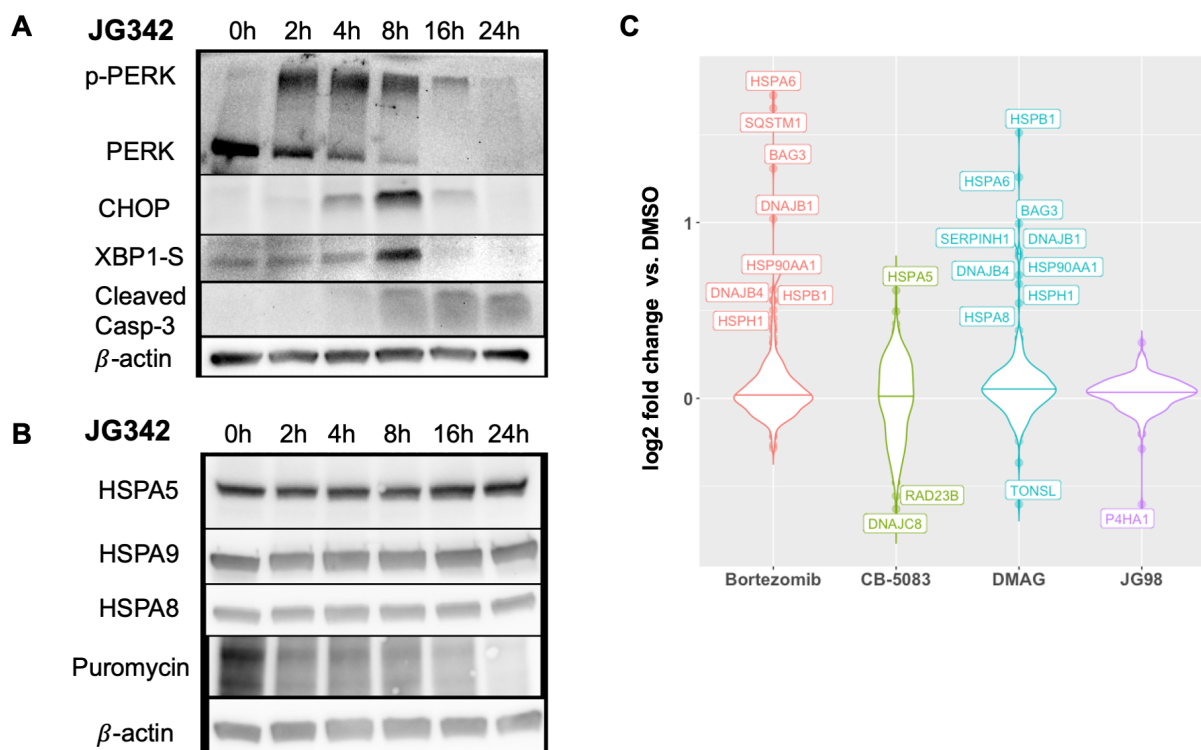 A
JG342
0h 2h 4h 8h 16h 24h
p-PERK
PERK
CHOP
XBP1-S
Cleaved
Casp-3
β-actin
B
JG342
0h 2h 4h 8h 16h 24h
HSPA5
HSPA9
HSPA8
Puromycin
β-actin
C
log2 fold change vs. DMSO
1
0
HSPA6
SQSTM1
BAG3
DNAJB1
HSP90AA1
DNAJB4
HSPB1
HSPH1
HSPA5
RAD23B
DNAJC8
HSPB1
HSPA6
BAG3
SERPINH1
DNAJB1
DNAJB4
HSP90AA1
HSPH1
HSPA8
TONSL
P4HA1
Bortezomib CB-5083 DMAG JG98